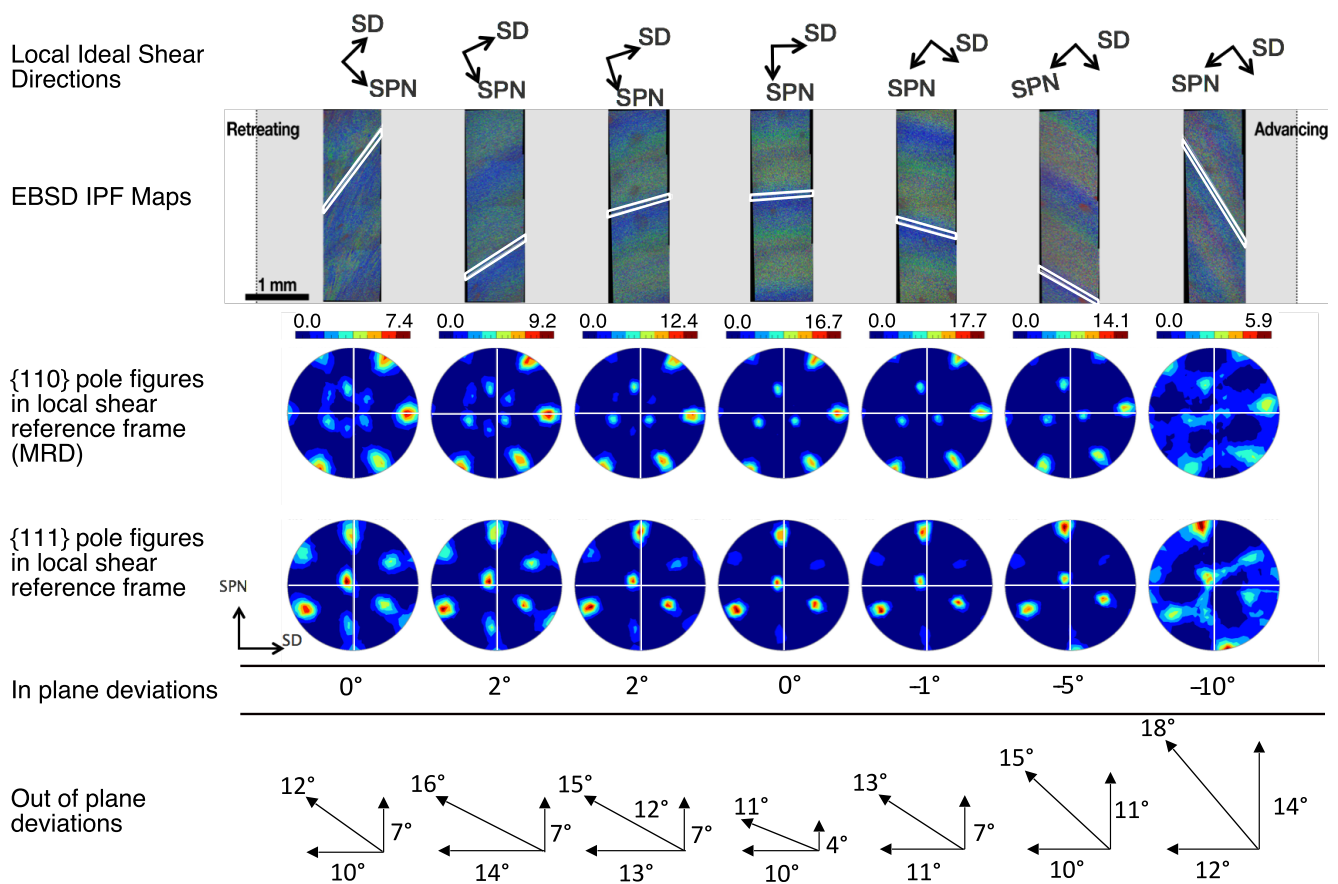 Local Ideal Shear
Directions
SD SD SD SD SD SD SD
SPN SPN SPN SPN SPN SPN SPN
Retreating Advancing
EBSD IPF Maps
1 mm
0.0 7.4 0.0 9.2 0.0 12.4 0.0 16.7 0.0 17.7 0.0 14.1 0.0 5.9
{110} pole figures
in local shear
reference frame
(MRD)
{111} pole figures
in local shear
reference frame
SPN
SD
In plane deviations 0° 2° 2° 0° –1° –5° –10°
Out of plane
deviations
12° 7° 10°
16° 7° 14°
15° 12° 7° 13°
11° 4° 10°
13° 7° 11°
15° 11° 10°
18° 14° 12°